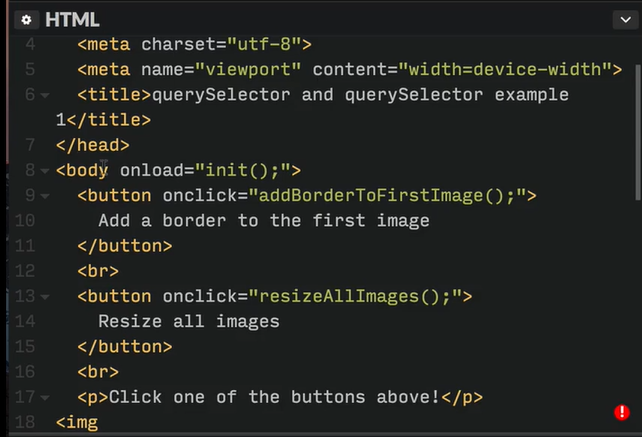 HTML
4 <meta charset="utf-8">
5 <meta name="viewport" content="width=device-width">
6 <title>querySelector and querySelector example
1</title>
7 </head>
8 <body onload="init();">
9 <button onclick="addBorderToFirstImage();">
10 Add a border to the first image
11 </button>
12 <br>
13 <button onclick="resizeAllImages();">
14 Resize all images
15 </button>
16 <br>
17 <p>Click one of the buttons above!</p>
18 <img